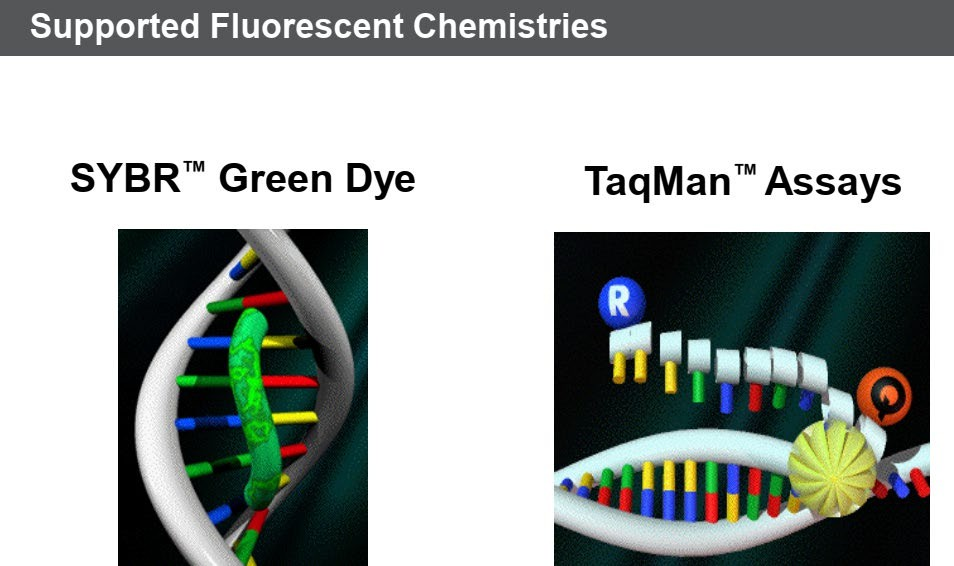 Supported Fluorescent Chemistries
SYBR™ Green Dye
TaqMan™ Assays
R
Q